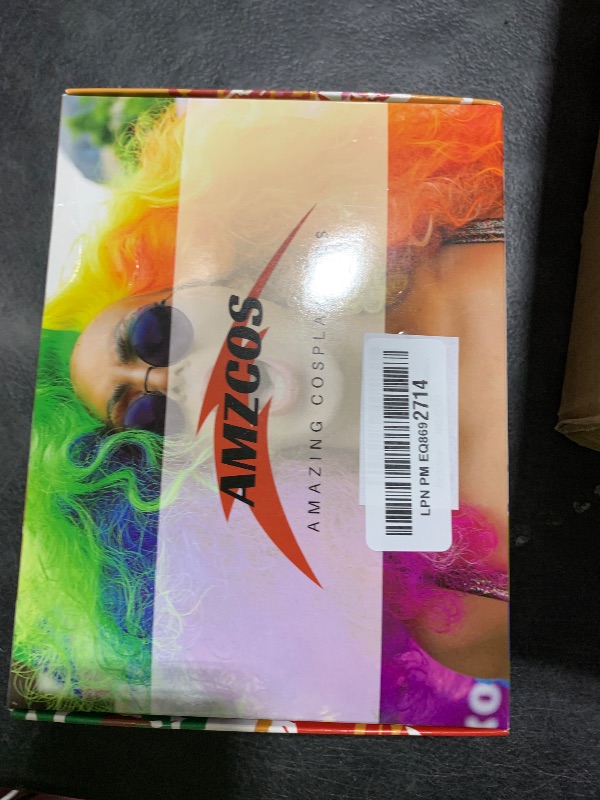 AMZCOS
AMAZING COSPLAYS
LPN PM EQ8692714